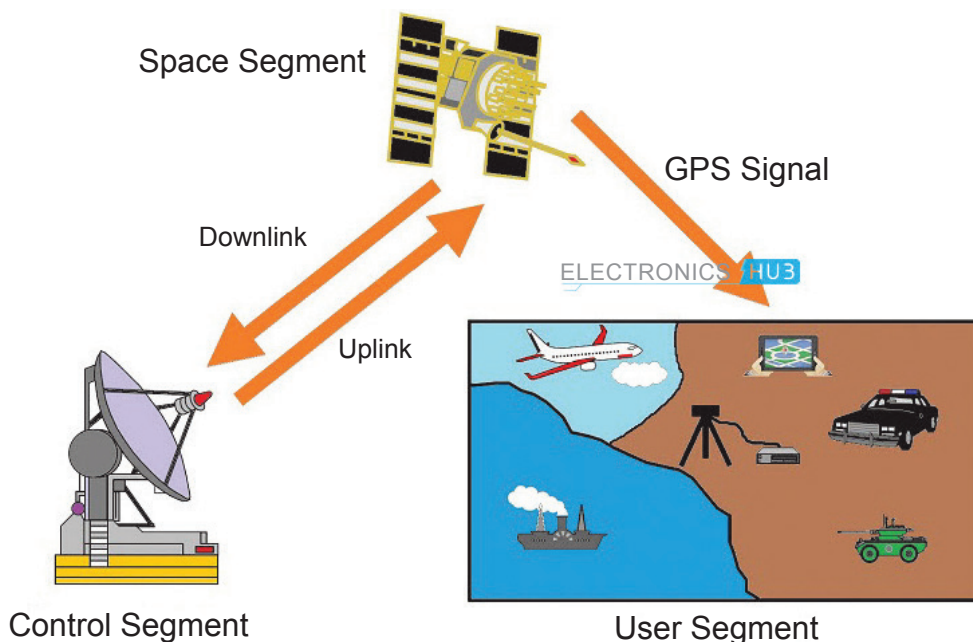 Space Segment
GPS Signal
Downlink
ELECTRONICS HUB
Uplink
Control Segment
User Segment